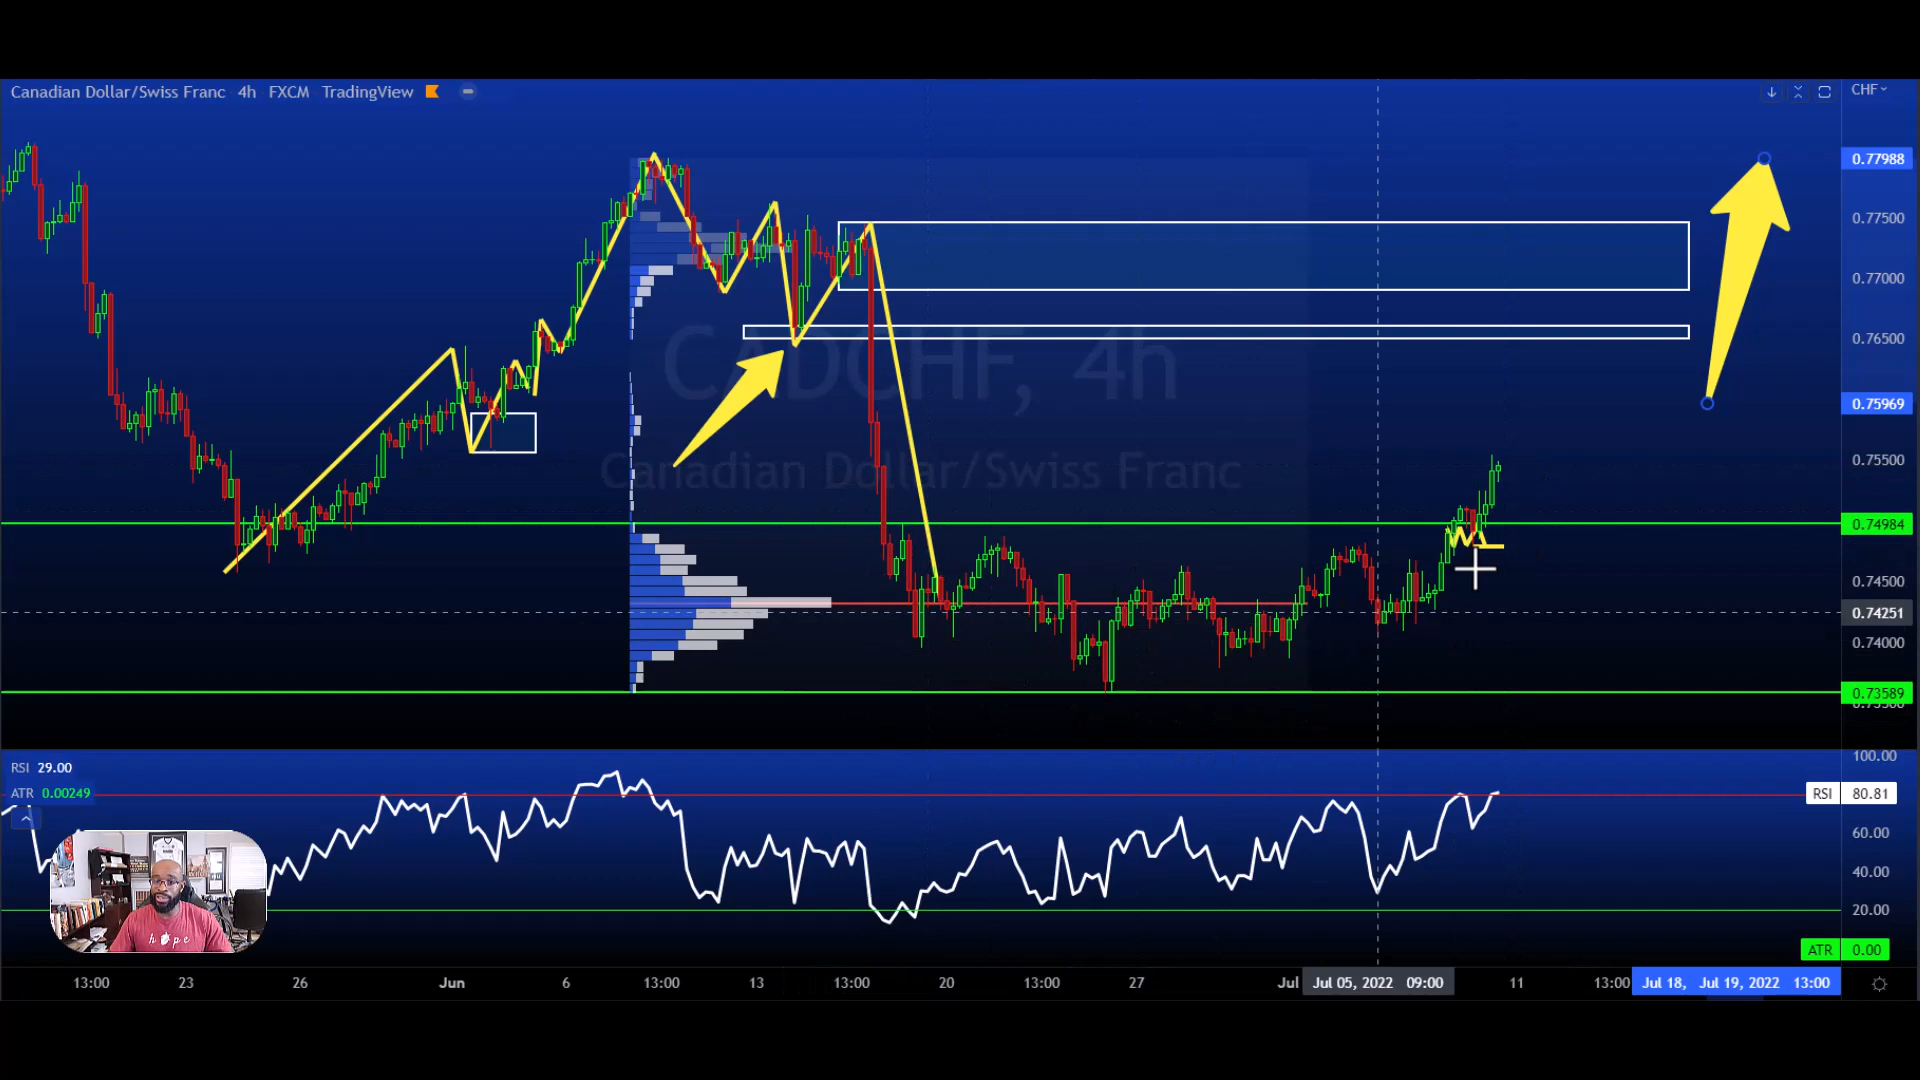 Canadian Dollar/Swiss Franc 4h FXCM TradingView
CHF
0.77988
0.77500
0.77000
0.76500
CADCHF, 4h
0.75969
Canadian Dollar/Swiss Franc
0.75500
0.74984
0.74500
0.74251
0.74000
0.73589
100.00
RSI 29.00
ATR 0.00249
RSI 80.81
60.00
40.00
20.00
hope
ATR 0.00
13:00 23 26 Jun 6 13:00 13 13:00 20 13:00 27 Jul Jul 05, 2022 09:00 11 13:00 Jul 18, Jul 19, 2022 13:00